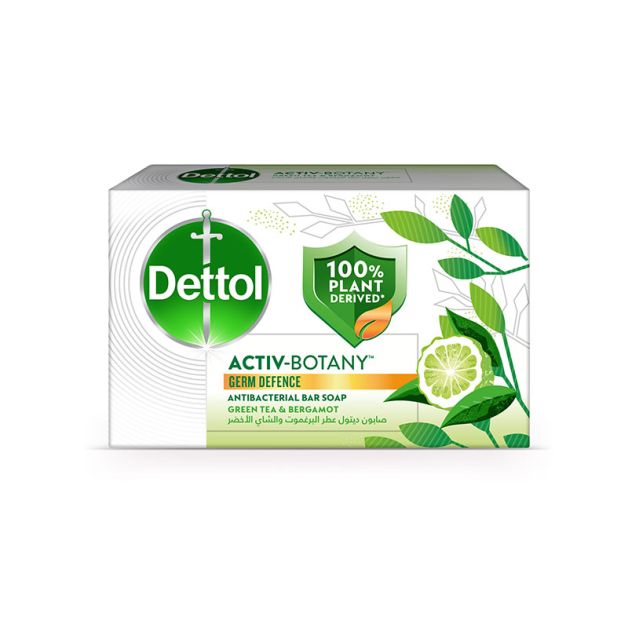 ACTIV-BOTANY
Dettol
100%
PLANT
DERIVED*
ACTIV-BOTANY™
GERM DEFENCE
ANTIBACTERIAL BAR SOAP
GREEN TEA & BERGAMOT
صابون ديتول عطر البرغموت والشاي الأخضر